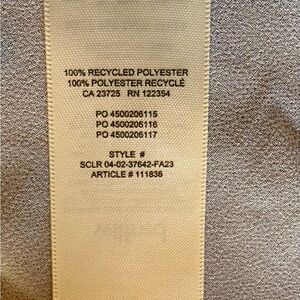 100% RECYCLED POLYESTER
100% POLYESTER RECYCLÉ
CA 23725 RN 122354
PO 4500206115
PO 4500206116
PO 4500206117
STYLE #
SCLR 04-02-37642-FA23
ARTICLE # 111838